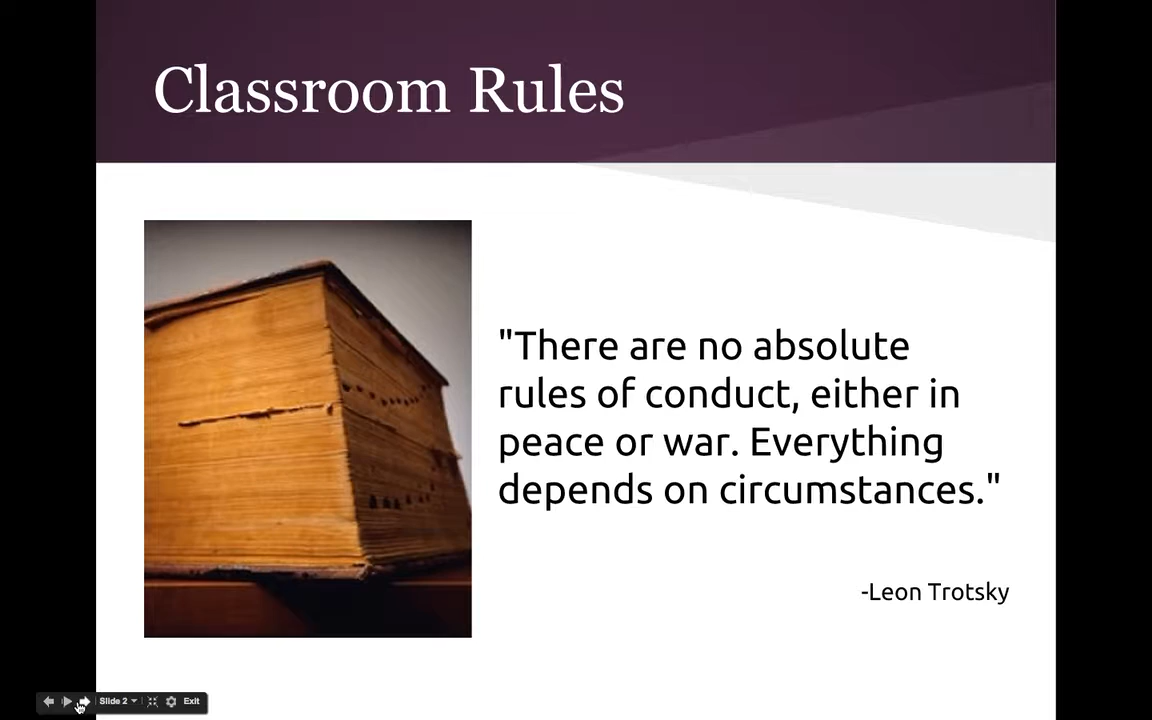 Classroom Rules
"There are no absolute
rules of conduct, either in
peace or war. Everything
depends on circumstances."
-Leon Trotsky
Slide 2
Exit